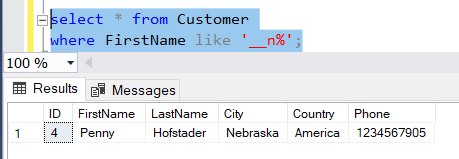 select * from Customer
where FirstName like '__n%';
100 %
Results Messages
ID FirstName LastName City Country Phone
1 4 Penny Hofstader Nebraska America 1234567905